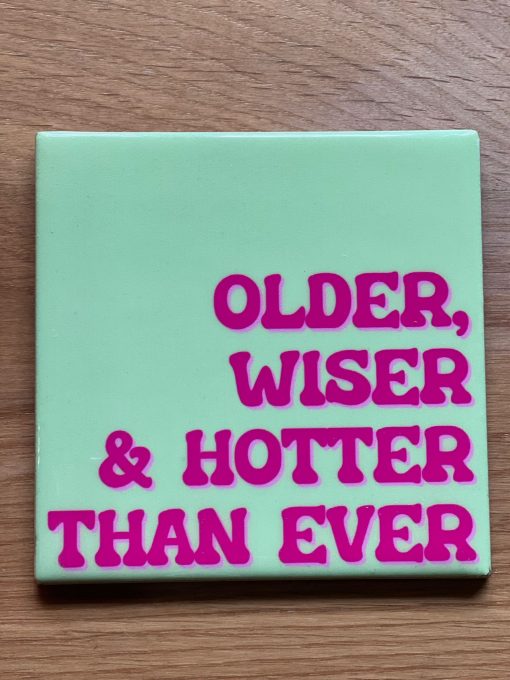 OLDER,
WISER
& HOTTER
THAN EVER